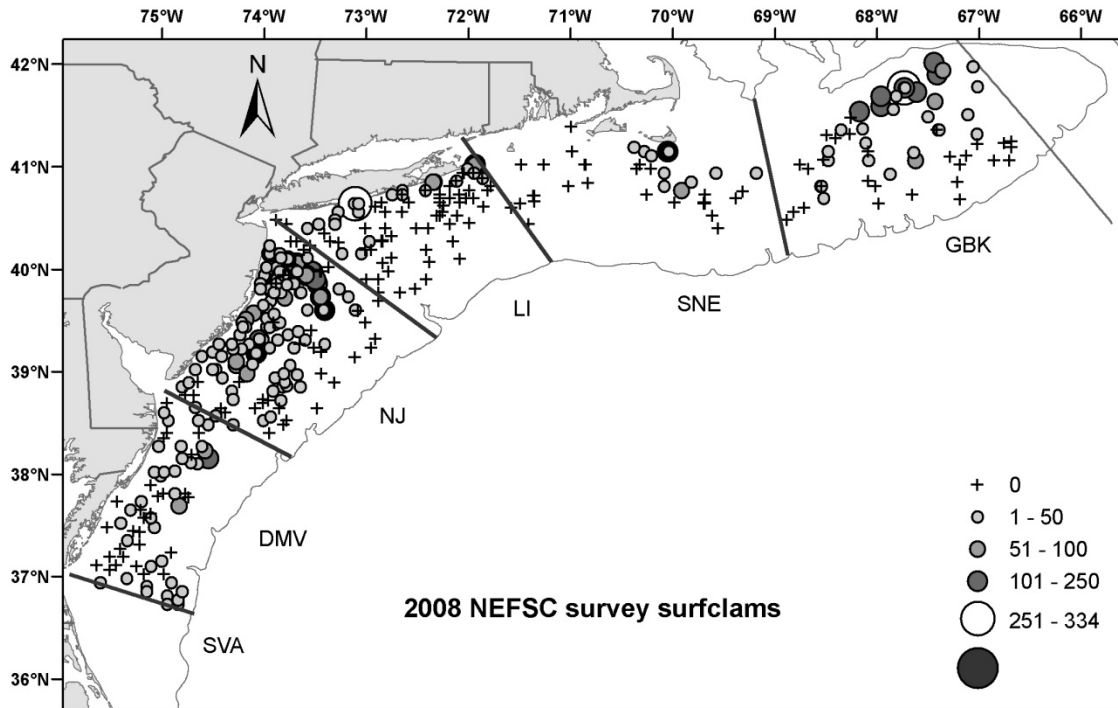 75°W 74°W 73°W 72°W 71°W 70°W 69°W 68°W 67°W 66°W
42°N
41°N
40°N
39°N
38°N
37°N
36°N
N
GBK
SNE
LI
NJ
DMV
SVA
0
1 - 50
51 - 100
101 - 250
251 - 334
2008 NEFSC survey surfclams